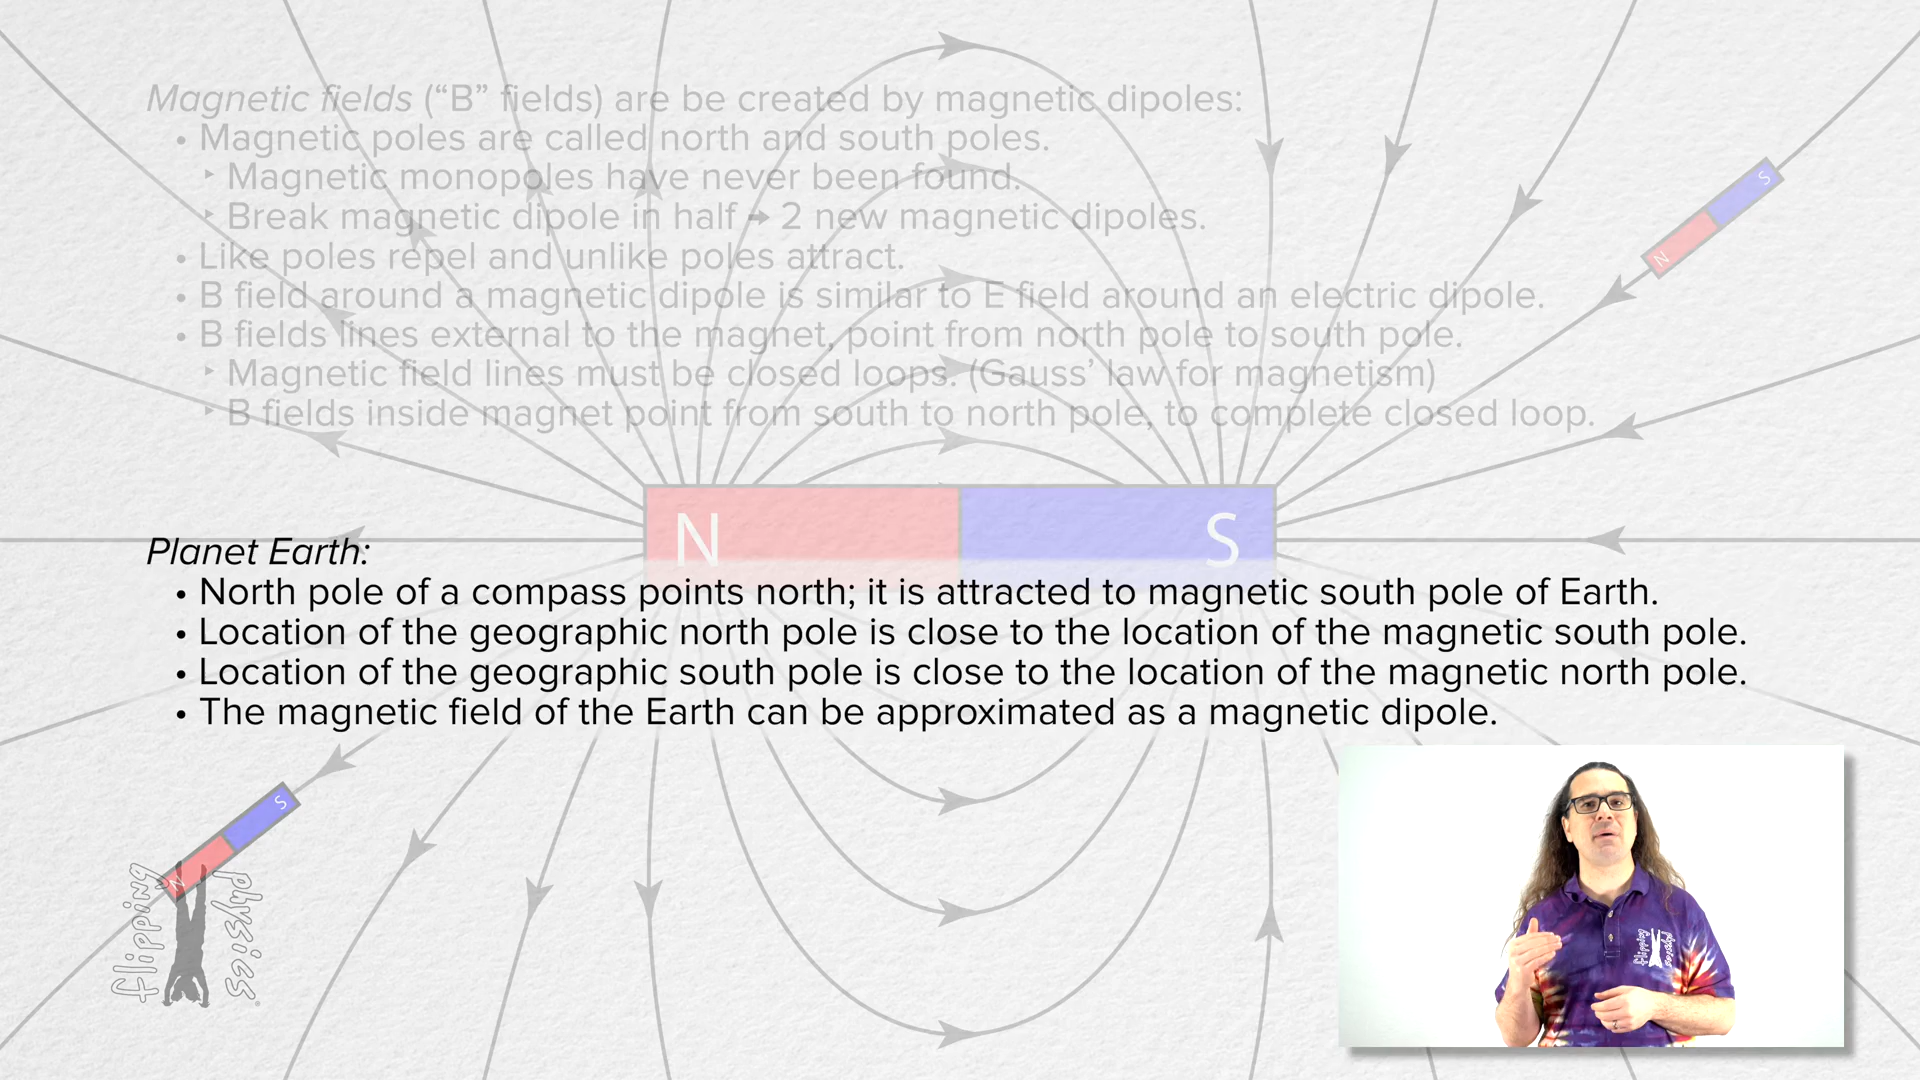 Magnetic fields (“B” fields) are be created by magnetic dipoles:
• Magnetic poles are called north and south poles.
‣ Magnetic monopoles have never been found.
‣ Break magnetic dipole in half → 2 new magnetic dipoles.
• Like poles repel and unlike poles attract.
• B field around a magnetic dipole is similar to E field around an electric dipole.
• B fields lines external to the magnet, point from north pole to south pole.
‣ Magnetic field lines must be closed loops. (Gauss’ law for magnetism)
‣ B fields inside magnet point from south to north pole, to complete closed loop.
S
N
N
S
Planet Earth:
• North pole of a compass points north; it is attracted to magnetic south pole of Earth.
• Location of the geographic north pole is close to the location of the magnetic south pole.
• Location of the geographic south pole is close to the location of the magnetic north pole.
• The magnetic field of the Earth can be approximated as a magnetic dipole.
S
N
flipping
physics
flipping
physics